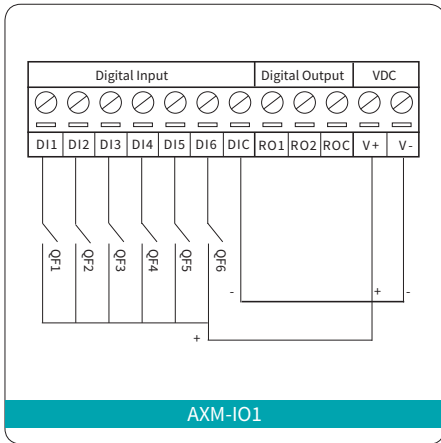 Digital Input Digital Output VDC
DI1 DI2 DI3 DI4 DI5 DI6 DIC RO1 RO2 ROC V+ V-
QF1 QF2 QF3 QF4 QF5 QF6
- + -
+
AXM-IO1